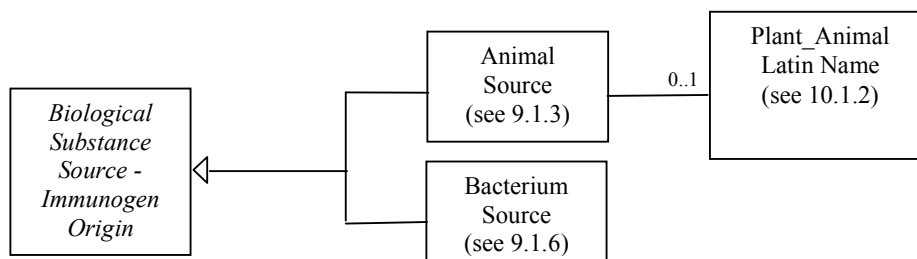 Biological
Substance
Source -
Immunogen
Origin
Animal
Source
(see 9.1.3)
0..1
Plant_Animal
Latin Name
(see 10.1.2)
Bacterium
Source
(see 9.1.6)